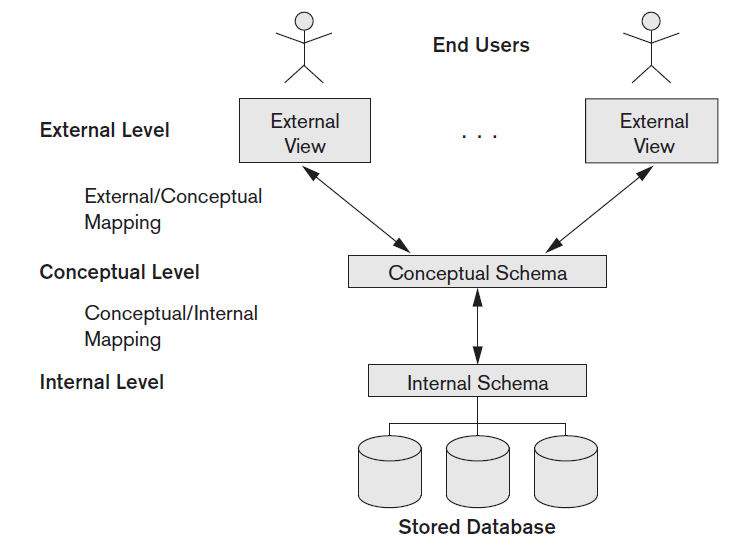 End Users
External Level
External
View
. . .
External
View
External/Conceptual
Mapping
Conceptual Level
Conceptual Schema
Conceptual/Internal
Mapping
Internal Level
Internal Schema
Stored Database